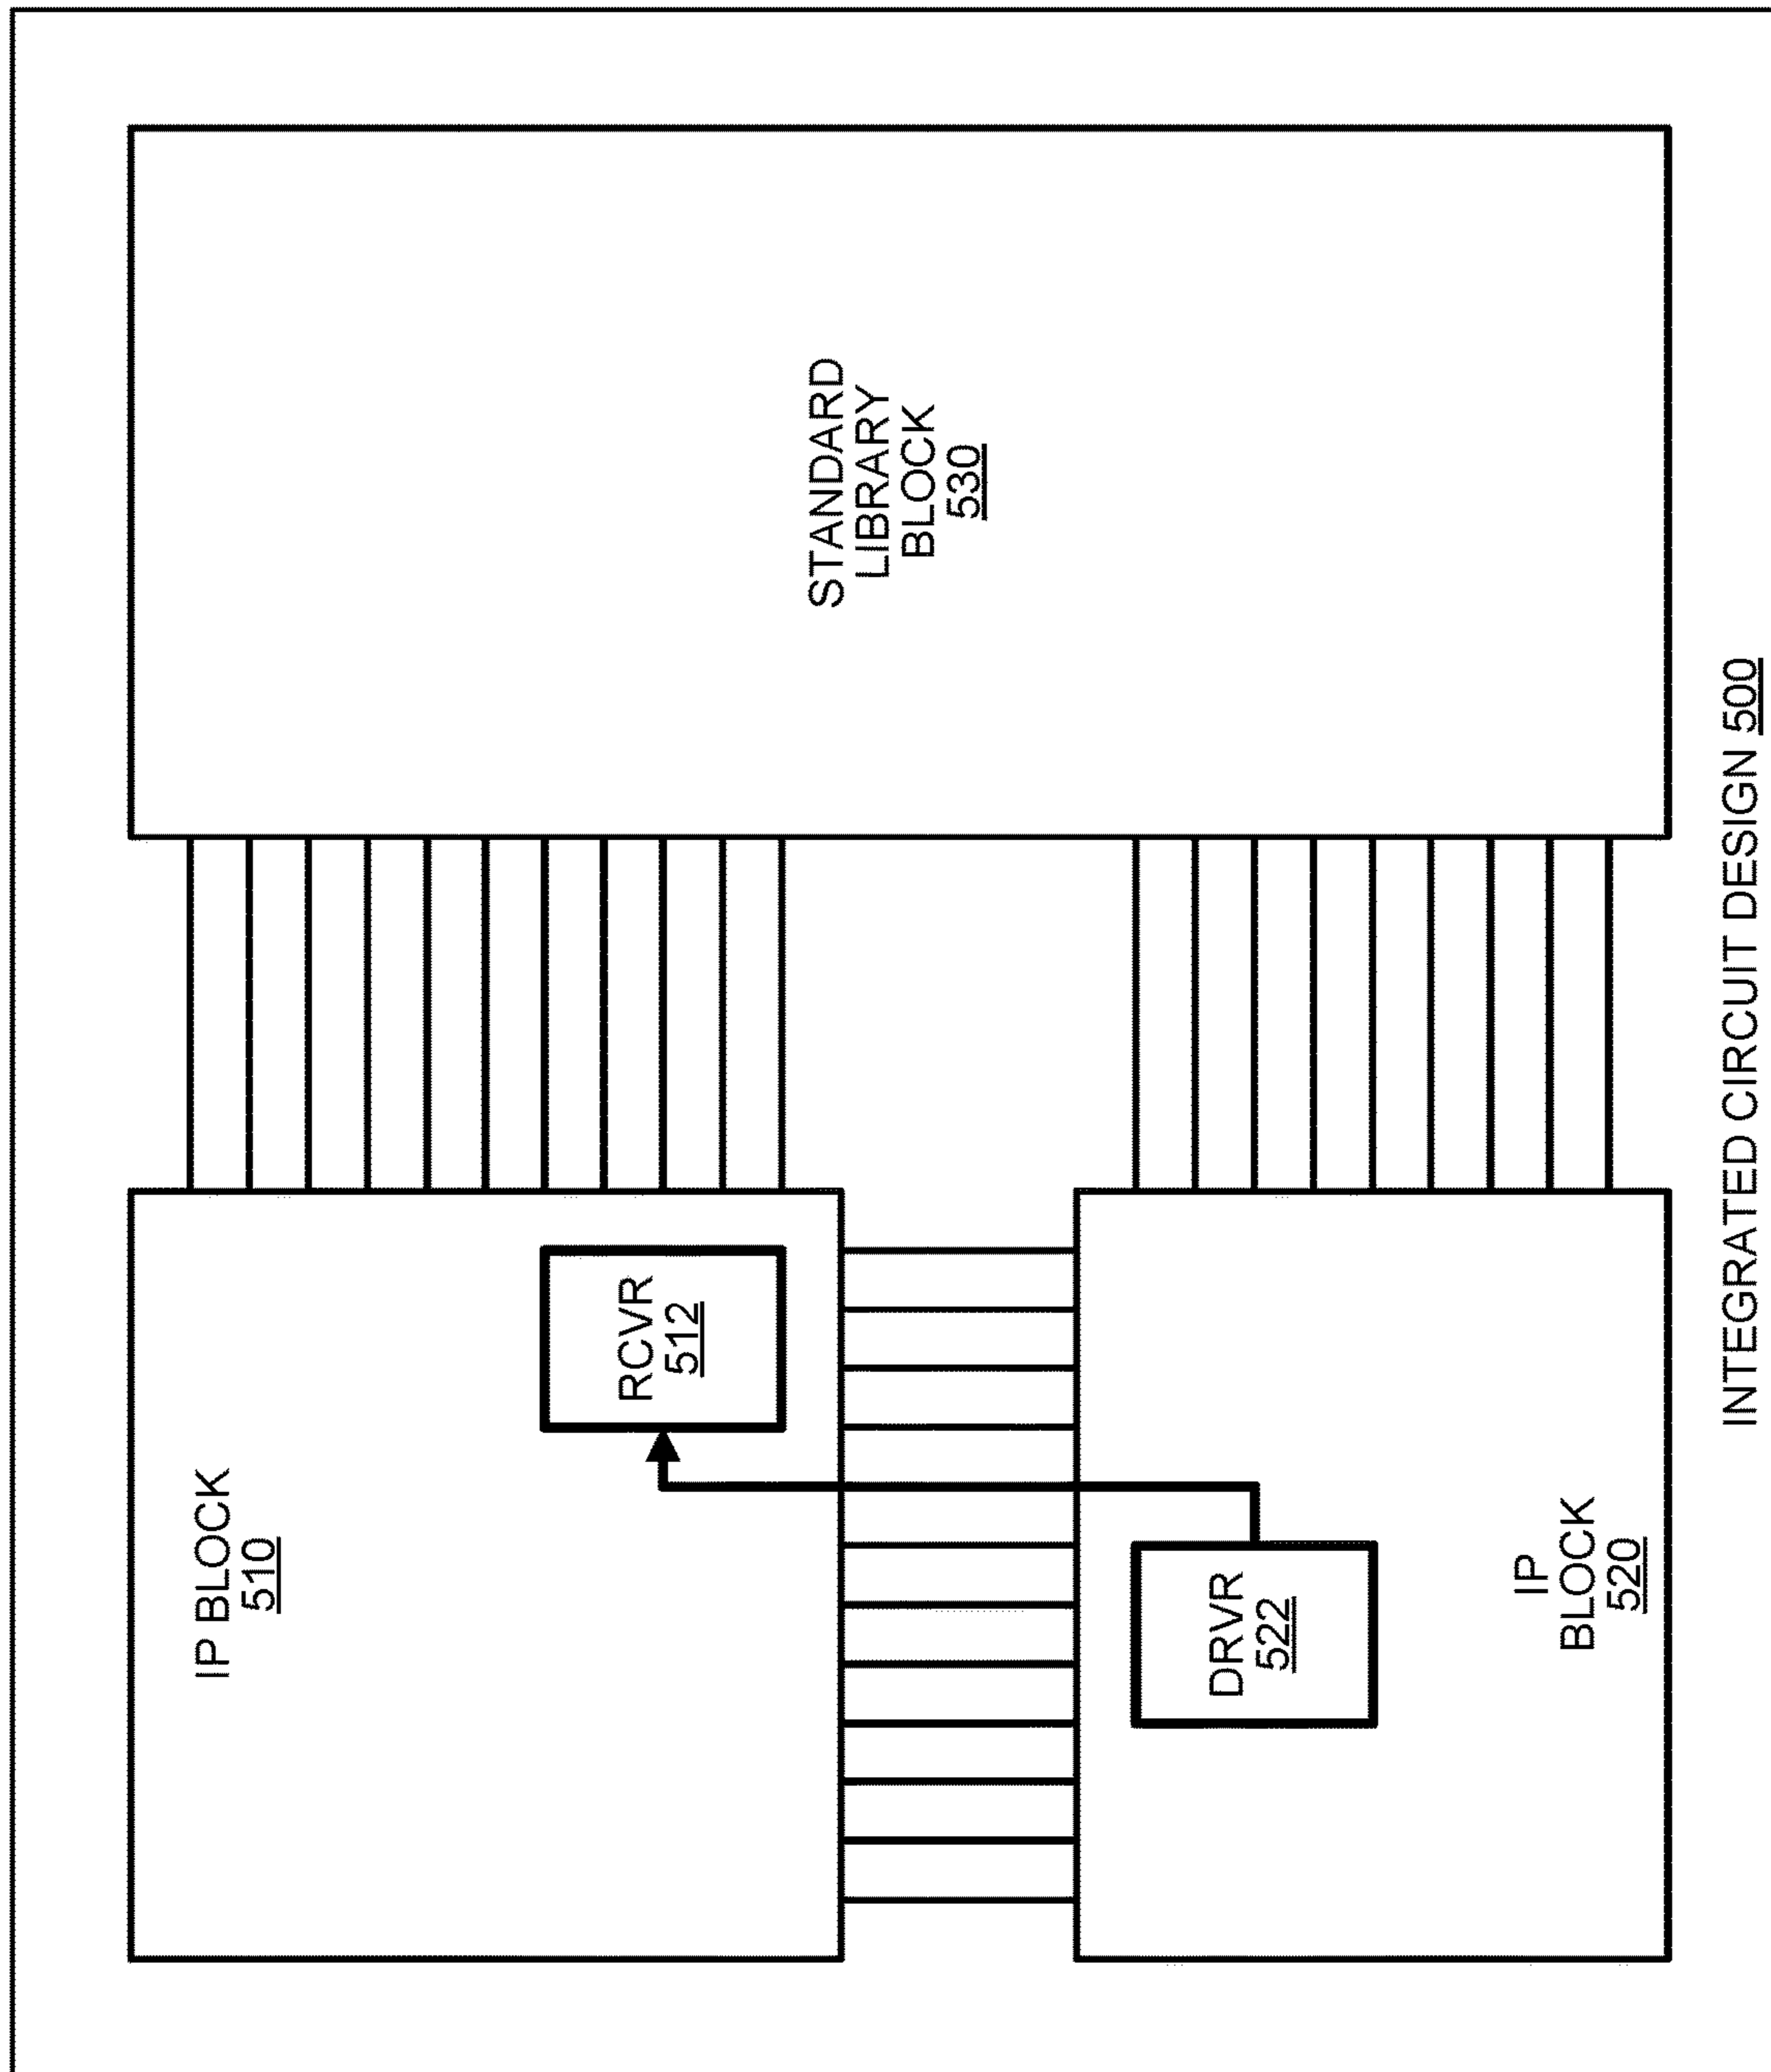 IP BLOCK
510
RCVR
512
STANDARD
LIBRARY
BLOCK
530
DRVR
522
IP
BLOCK
520
INTEGRATED CIRCUIT DESIGN 500